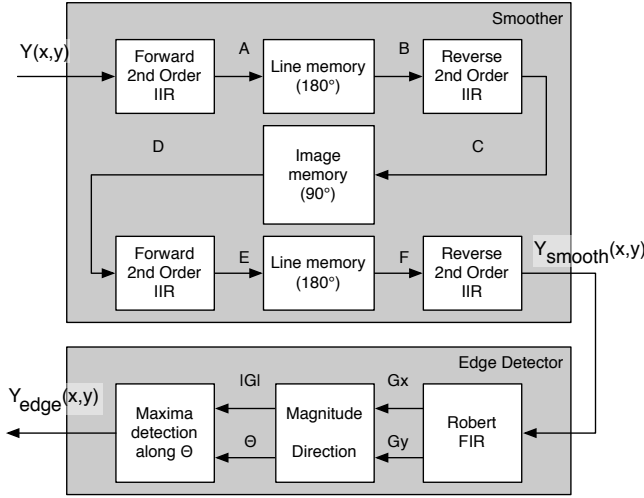 Smoother
Y(x,y)
Forward
2nd Order
IIR
A
Line memory
(180°)
B
Reverse
2nd Order
IIR
D
Image
memory
(90°)
C
Forward
2nd Order
IIR
E
Line memory
(180°)
F
Reverse
2nd Order
IIR
Ysmooth(x,y)
Edge Detector
Yedge(x,y)
Maxima
detection
along Θ
|G|
Θ
Magnitude
Direction
Gx
Gy
Robert
FIR